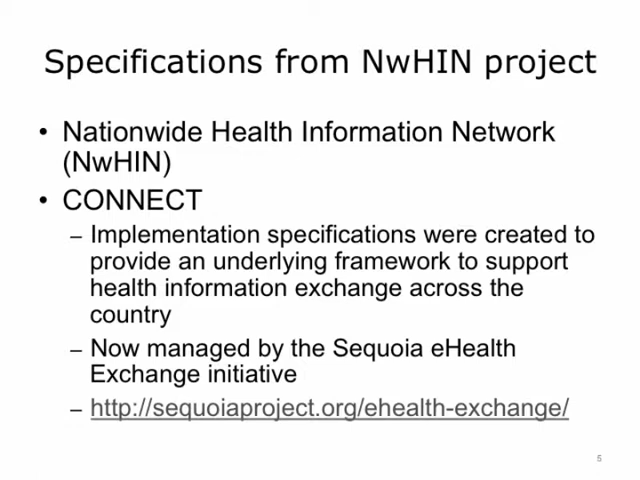 Specifications from NwHIN project
• Nationwide Health Information Network
(NwHIN)
• CONNECT
– Implementation specifications were created to
provide an underlying framework to support
health information exchange across the
country
– Now managed by the Sequoia eHealth
Exchange initiative
– http://sequoiaproject.org/ehealth-exchange/
5